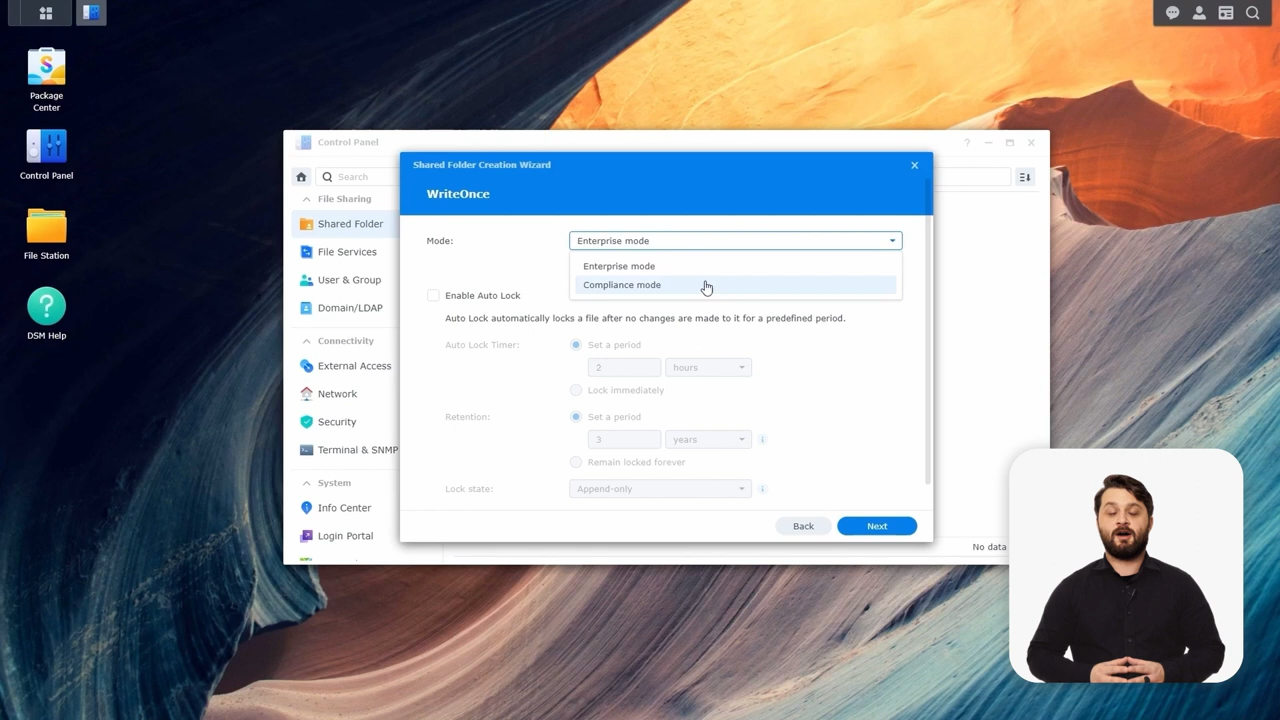 Package
Center
Control Panel
File Station
DSM Help
Control Panel
Search
File Sharing
Shared Folder
File Services
User & Group
Domain/LDAP
Connectivity
External Access
Network
Security
Terminal & SNMP
System
Info Center
Login Portal
Shared Folder Creation Wizard
WriteOnce
Mode:
Enterprise mode
Enterprise mode
Compliance mode
Enable Auto Lock
Auto Lock automatically locks a file after no changes are made to it for a predefined period.
Auto Lock Timer:
Set a period
2 hours
Lock immediately
Retention:
Set a period
3 years
Remain locked forever
Lock state:
Append-only
Back
Next
No data